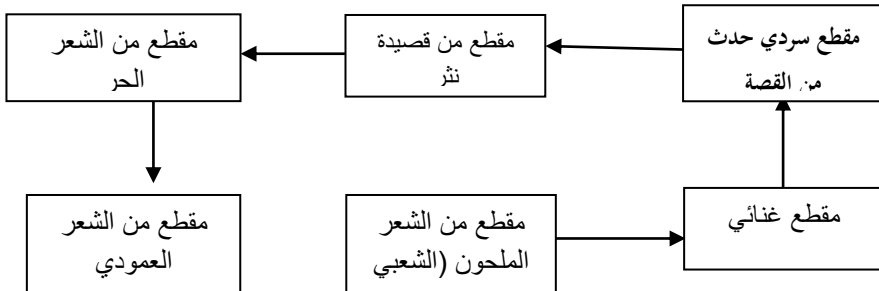 مقطع سردي حدث
من القصة
مقطع من قصيدة
نثر
مقطع من الشعر
الحر
مقطع غنائي
مقطع من الشعر
الملحون (الشعبي
مقطع من الشعر
العمودي